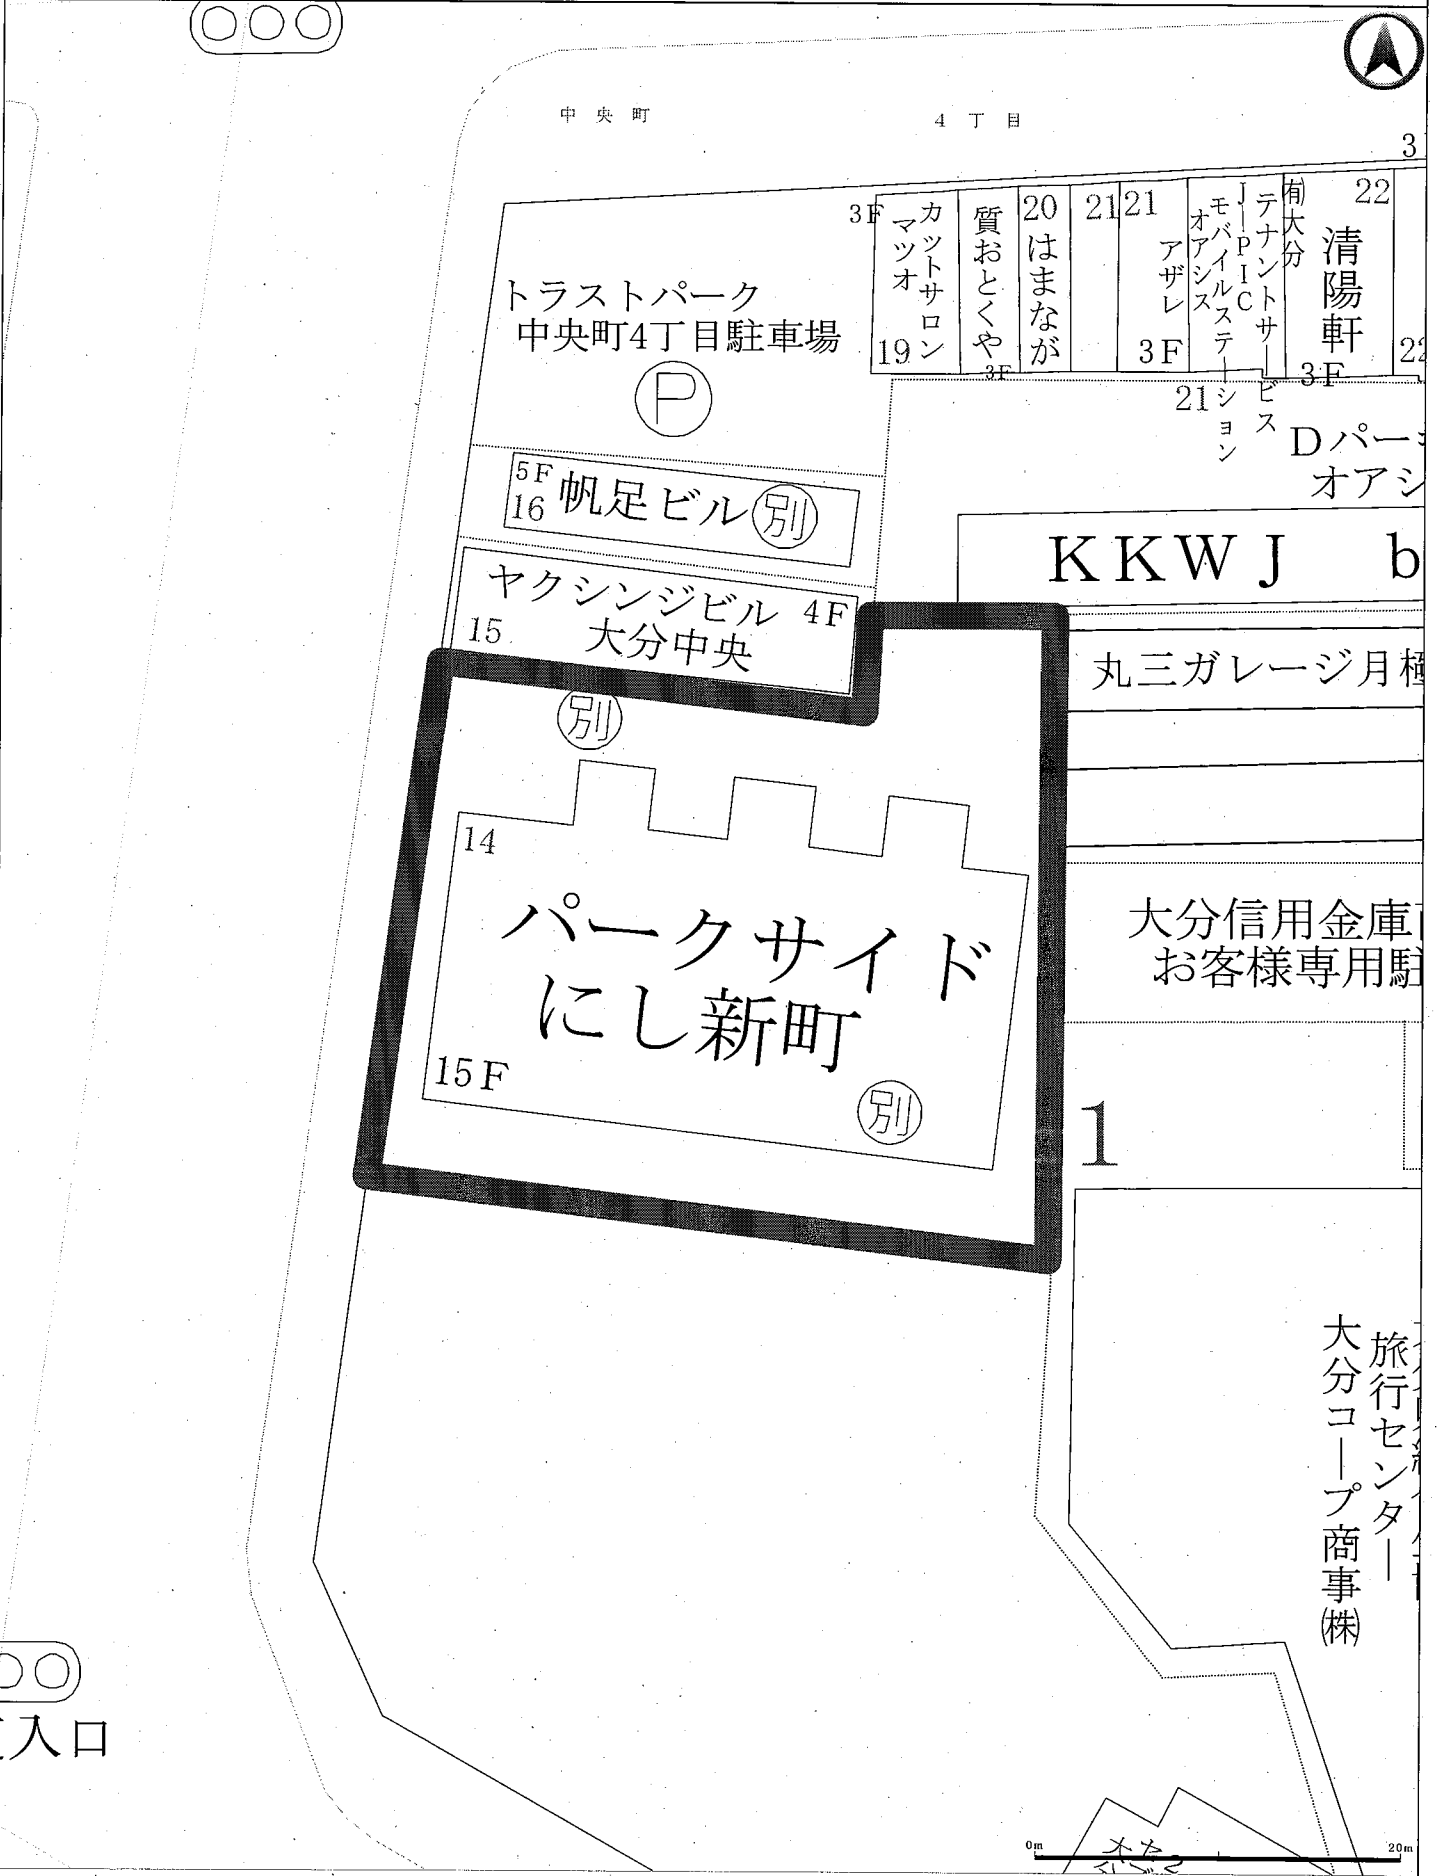 中央町
4丁目
3
トラストパーク
中央町4丁目駐車場
P
3F
カットサロン
マツオ
19
質おとくや
3F
20
はまなが
21
21
アザレ
3F
オアシス
モバイルステーション
21
J-PIC
テナントサービス
㈲大分
22
清陽軒
3F
22
5F
16
帆足ビル
別
Dパー
オアシ
KKWJ b
ヤクシンジビル 4F
15 大分中央
丸三ガレージ月極
別
14
パークサイド
にし新町
15F
別
大分信用金庫
お客様専用駐
1
旅行センター
大分コープ商事㈱
入口
0m
20m